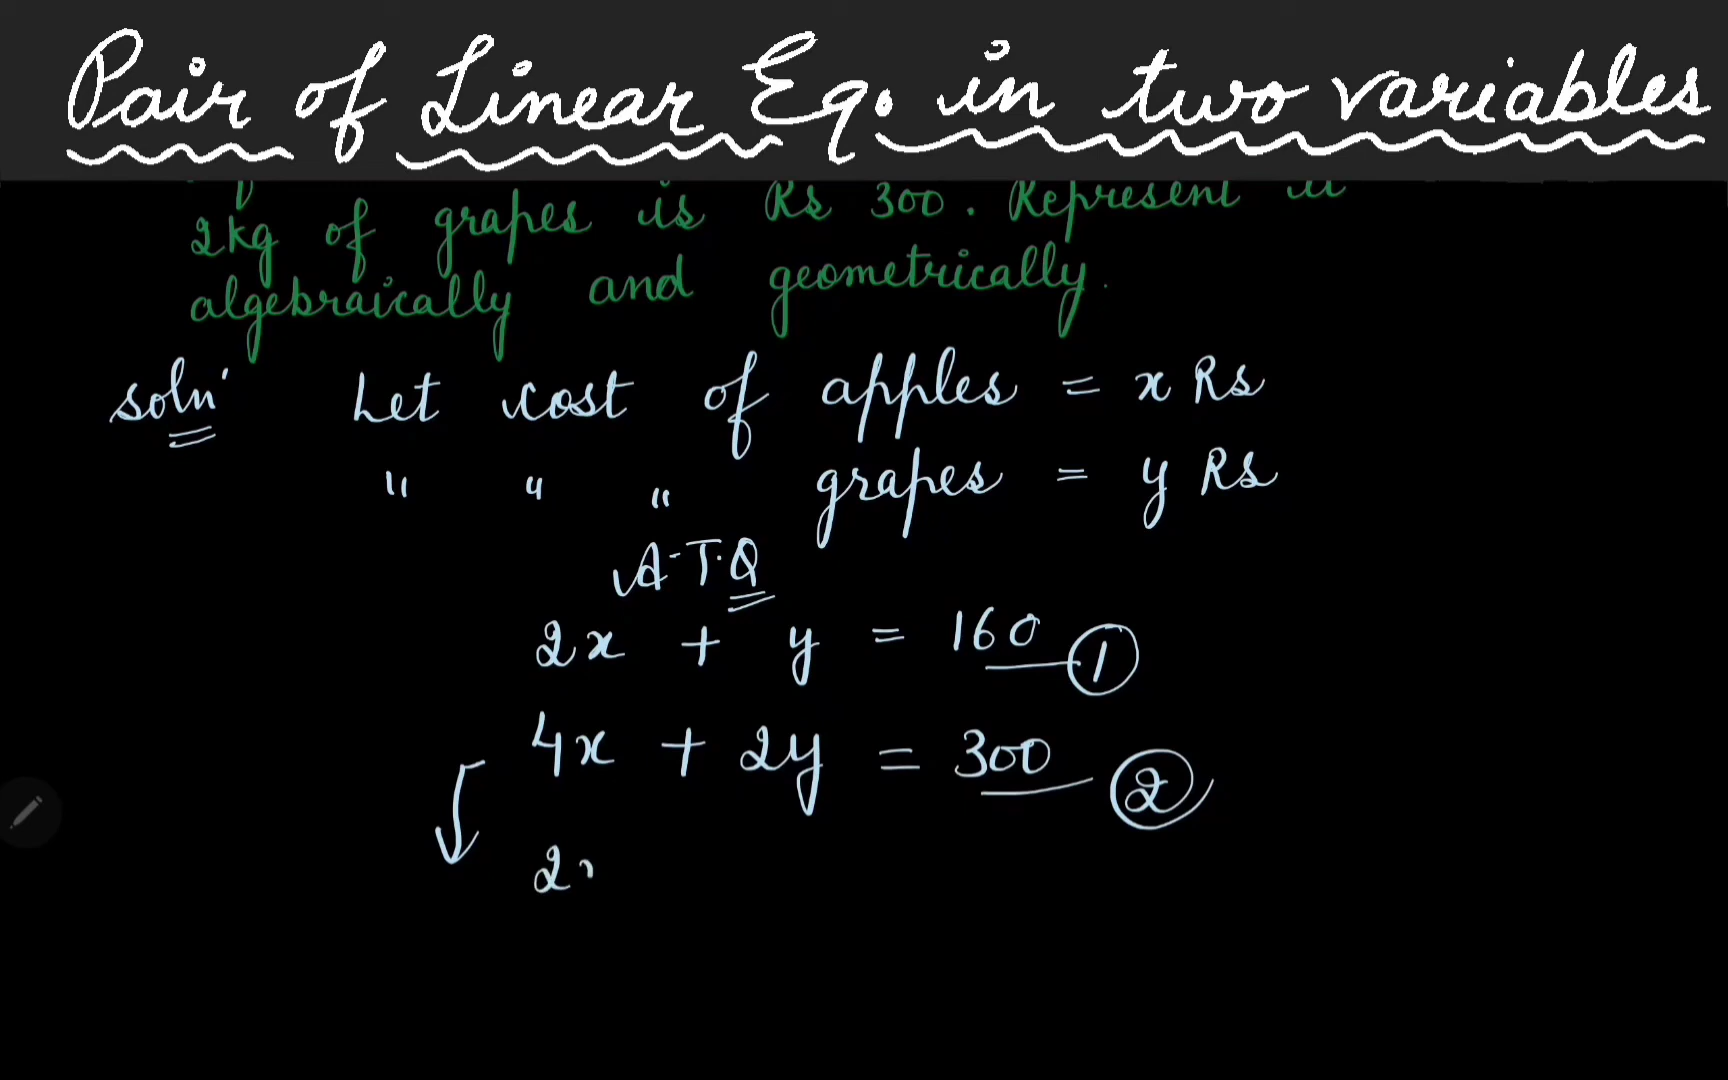 Pair of Linear Eq. in two variables
2kg of grapes is Rs 300. Represent
algebraically and geometrically.
soln' Let cost of apples = x Rs
" " " grapes = y Rs
A.T.Q
2x + y = 160 1
4x + 2y = 300 2
2